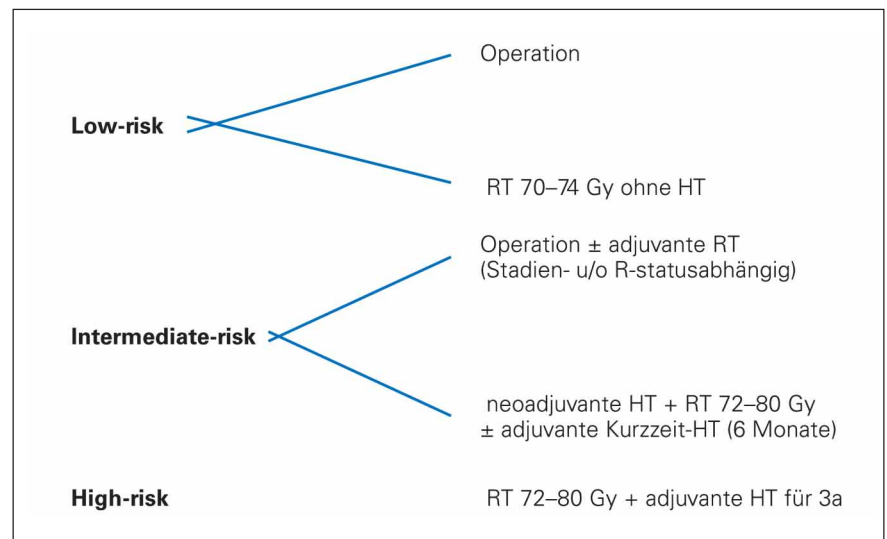 Operation
Low-risk
RT 70–74 Gy ohne HT
Operation ± adjuvante RT
(Stadien- u/o R-statusabhängig)
Intermediate-risk
neoadjuvante HT + RT 72–80 Gy
± adjuvante Kurzzeit-HT (6 Monate)
High-risk
RT 72–80 Gy + adjuvante HT für 3a